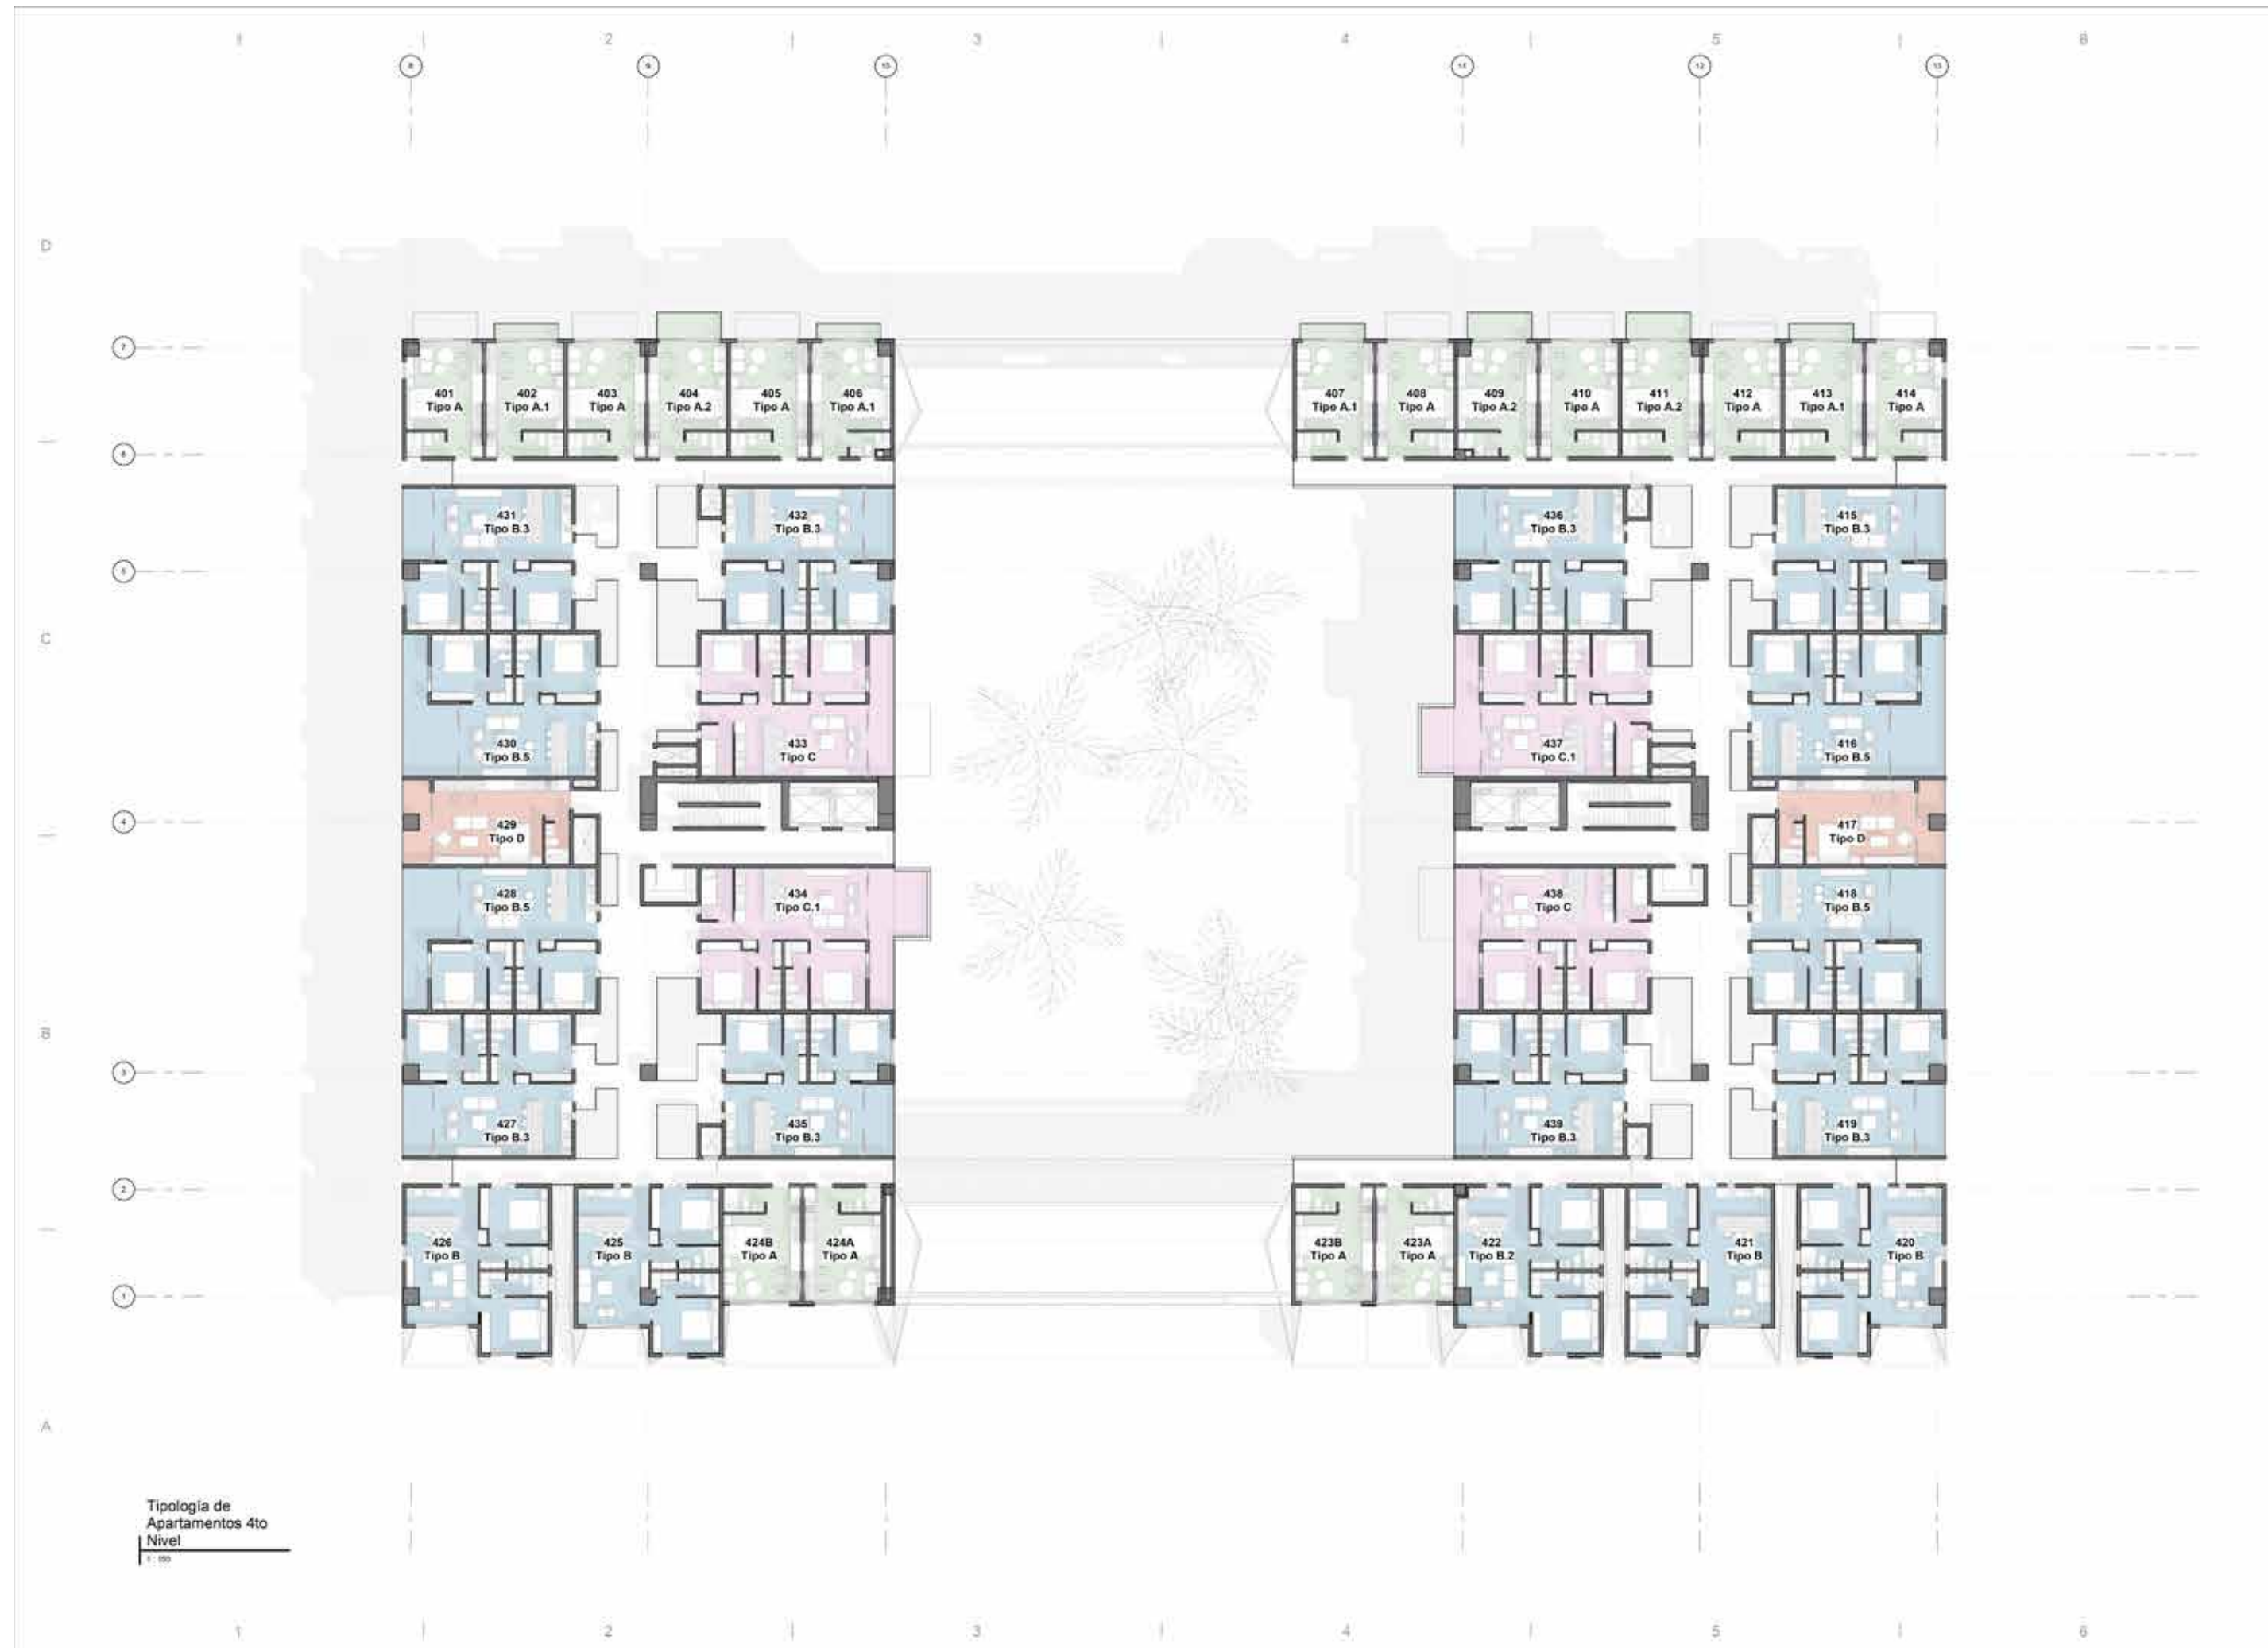 1 2 3 4 5 6
8 9 10 11 12 13
D
7
401 402 403 404 405 406 407 408 409 410 411 412 413 414
Tipo A Tipo A.1 Tipo A Tipo A.2 Tipo A Tipo A.1 Tipo A.1 Tipo A Tipo A.2 Tipo A Tipo A.2 Tipo A Tipo A.1 Tipo A
6
431 432 436 415
Tipo B.3 Tipo B.3 Tipo B.3 Tipo B.3
5
C
430 433 437 416
Tipo B.5 Tipo C Tipo C.1 Tipo B.5
4
429 417
Tipo D Tipo D
428 434 438 418
Tipo B.5 Tipo C.1 Tipo C Tipo B.5
B
3
427 435 439 419
Tipo B.3 Tipo B.3 Tipo B.3 Tipo B.3
2
426 425 424B 424A 423B 423A 422 421 420
Tipo B Tipo B Tipo A Tipo A Tipo A Tipo A Tipo B.2 Tipo B Tipo B
1
A
Tipología de
Apartamentos 4to
Nivel
1 2 3 4 5 6